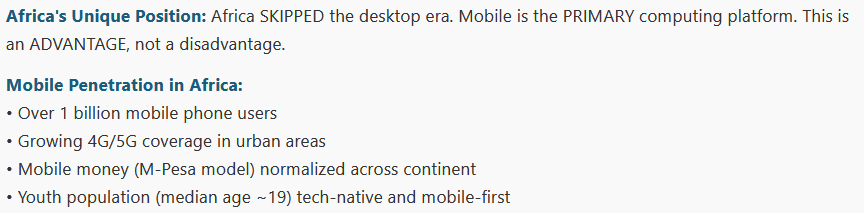 Africa's Unique Position: Africa SKIPPED the desktop era. Mobile is the PRIMARY computing platform. This is
an ADVANTAGE, not a disadvantage.
Mobile Penetration in Africa:
• Over 1 billion mobile phone users
• Growing 4G/5G coverage in urban areas
• Mobile money (M-Pesa model) normalized across continent
• Youth population (median age ~19) tech-native and mobile-first